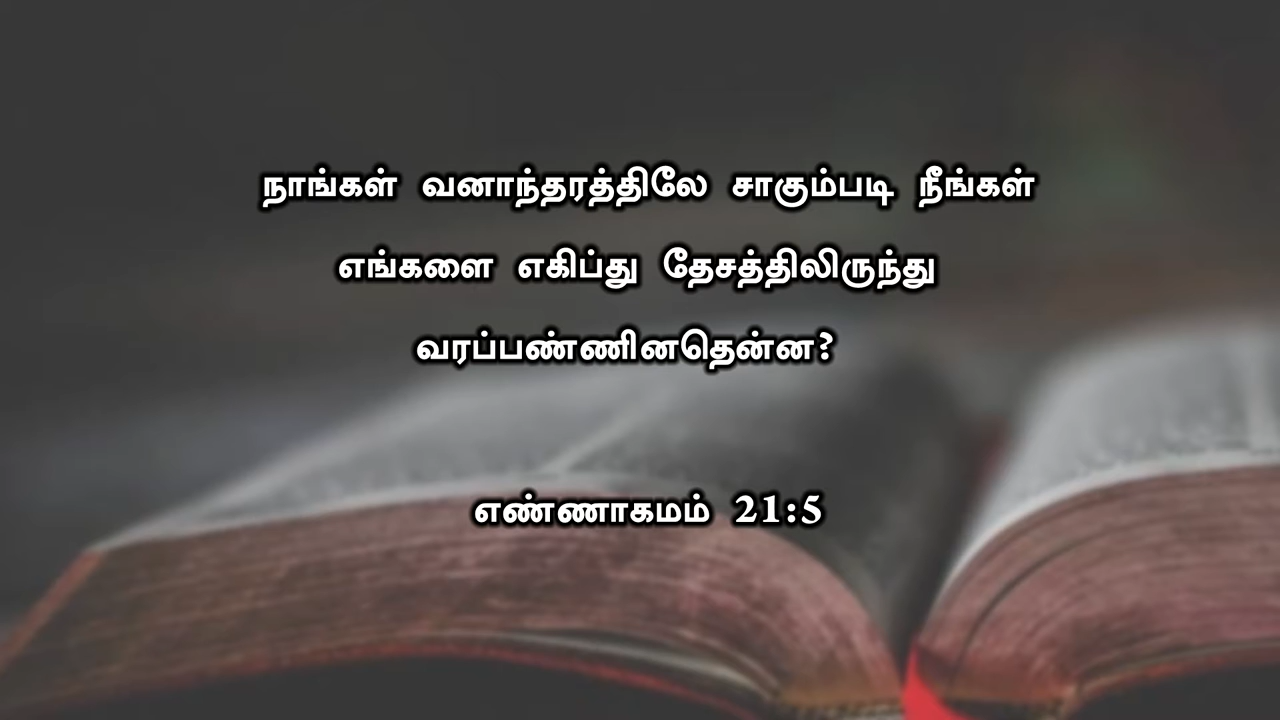 நாங்கள் வனாந்தரத்திலே சாகும்படி நீங்கள்
எங்களை எகிப்து தேசத்திலிருந்து
வரப்பண்ணினதென்ன?
எண்ணாகமம் 21:5